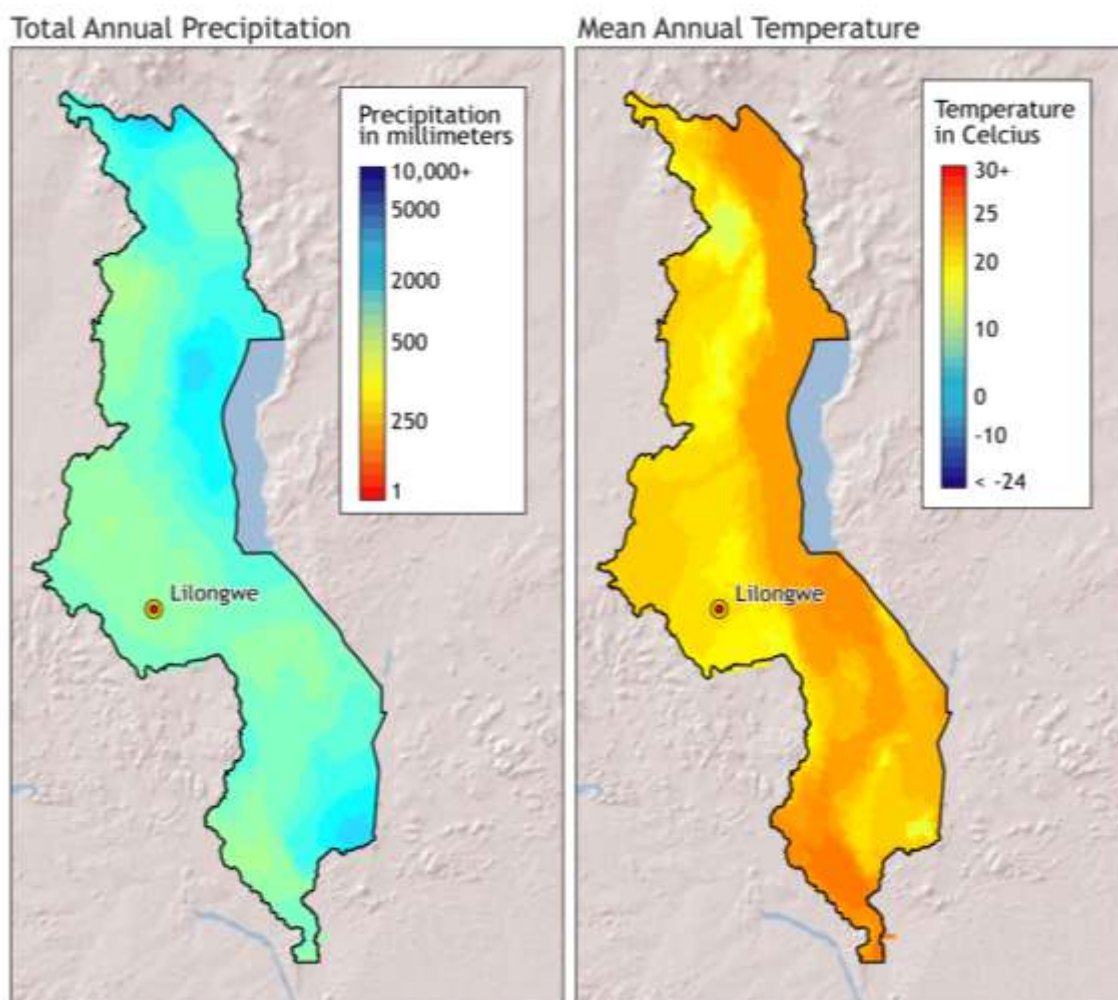 Total Annual Precipitation
Precipitation
in millimeters
10,000+
5000
2000
500
250
1
Lilongwe
Mean Annual Temperature
Temperature
in Celcius
30+
25
20
10
0
-10
< -24
Lilongwe